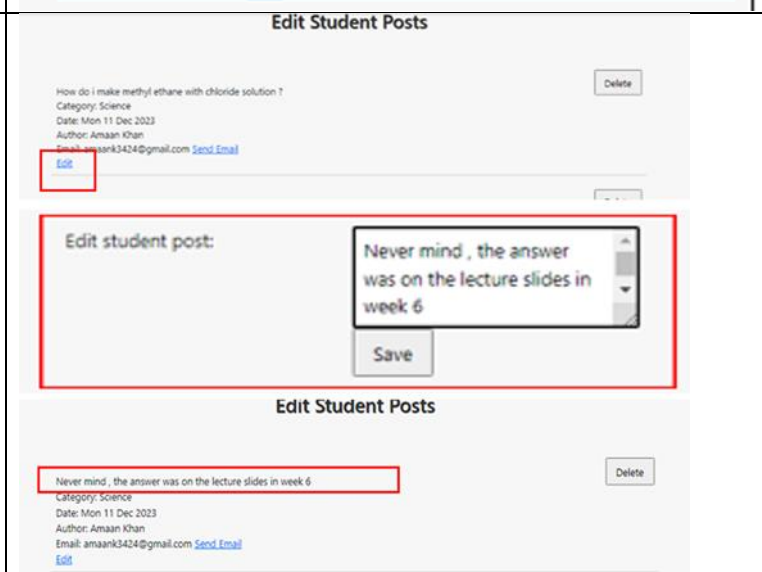 Edit Student Posts
How do i make methyl ethane with chloride solution ?
Delete
Category: Science
Date: Mon 11 Dec 2023
Author: Amaan Khan
Email: amaank3424@gmail.com Send Email
Edit
Edit student post:
Never mind , the answer
was on the lecture slides in
week 6
Save
Edit Student Posts
Never mind , the answer was on the lecture slides in week 6
Delete
Category: Science
Date: Mon 11 Dec 2023
Author: Amaan Khan
Email: amaank3424@gmail.com Send Email
Edit